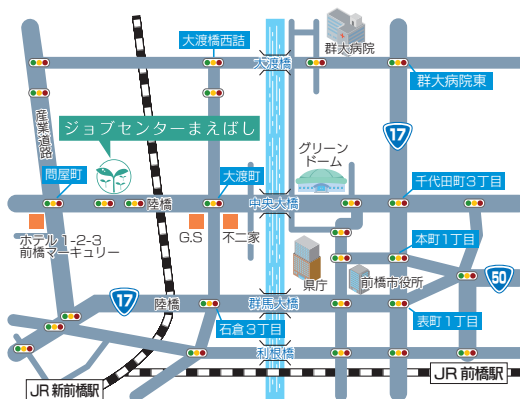 大渡橋西詰
群大病院
大渡橋
群大病院東
産業道路
ジョブセンターまえばし
17
グリーン
ドーム
問屋町
大渡町
千代田町3丁目
陸橋
中央大橋
ホテル1-2-3
前橋マーキュリー
G.S
不二家
本町1丁目
県庁
前橋市役所
50
17
陸橋
群馬大橋
石倉3丁目
表町1丁目
利根橋
JR 新前橋駅
JR 前橋駅